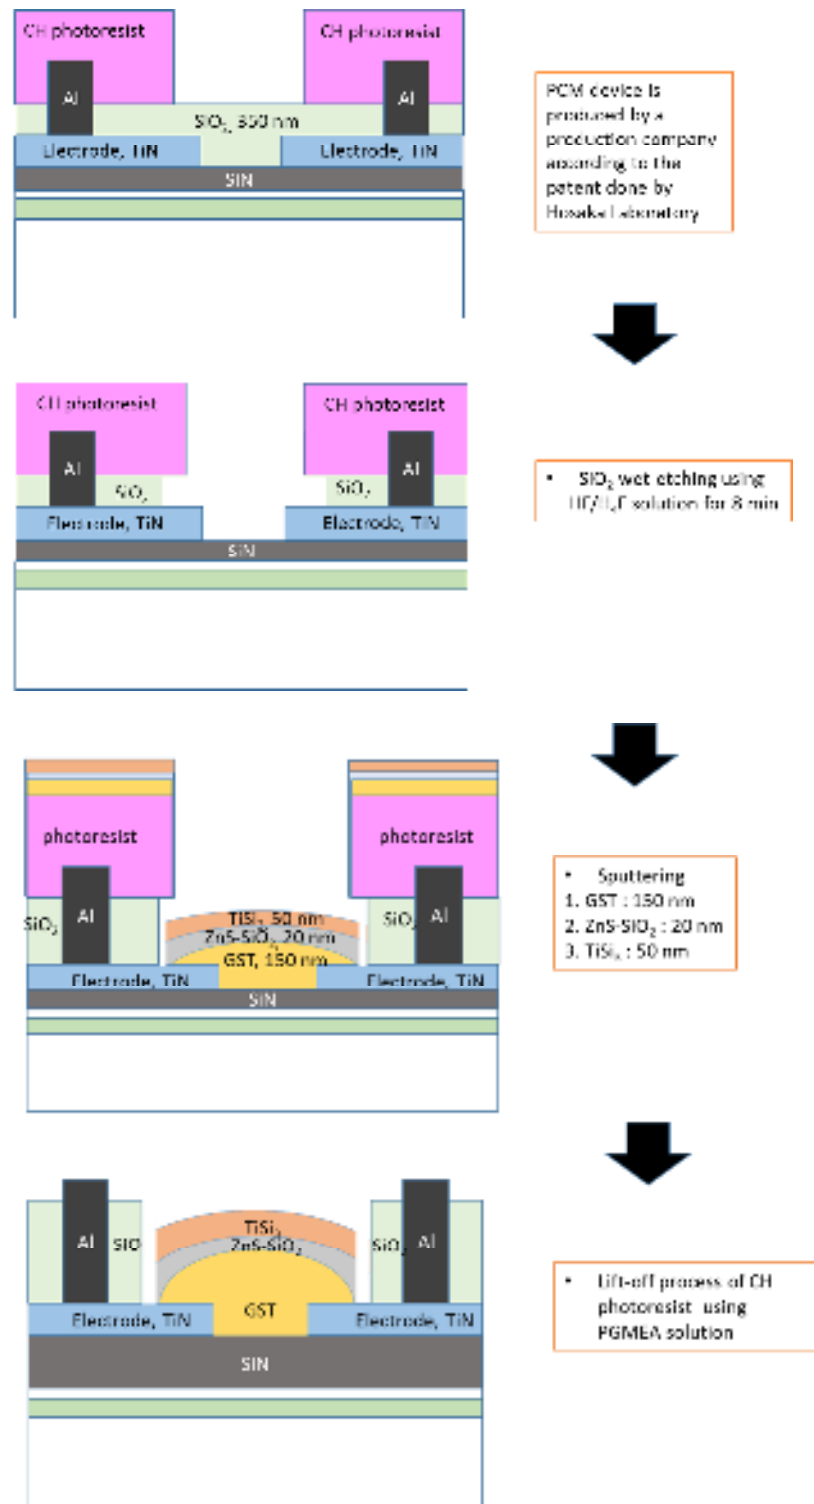 CH photoresist
CH photoresist
Al
Al
SiO₂, 350 nm
Electrode, TiN
Electrode, TiN
SiN
PCM device is
produced by a
production company
according to the
patent done by
Hosaka Laboratory
CH photoresist
CH photoresist
Al
Al
SiO₂
SiO₂
Electrode, TiN
Electrode, TiN
SiN
• SiO₂ wet etching using
solution for 8 min
photoresist
photoresist
Al
Al
SiO₂
SiO₂
TiSiₓ, 50 nm
ZnS-SiO₂, 20 nm
GST, 150 nm
Electrode, TiN
Electrode, TiN
SiN
• Sputtering
1. GST : 150 nm
2. ZnS-SiO₂ : 20 nm
3. TiSiₓ : 50 nm
Al
SiO
SiO₂
Al
TiSiₓ
ZnS-SiO₂
GST
Electrode, TiN
Electrode, TiN
SiN
• Lift-off process of CH
photoresist using
PGMEA solution